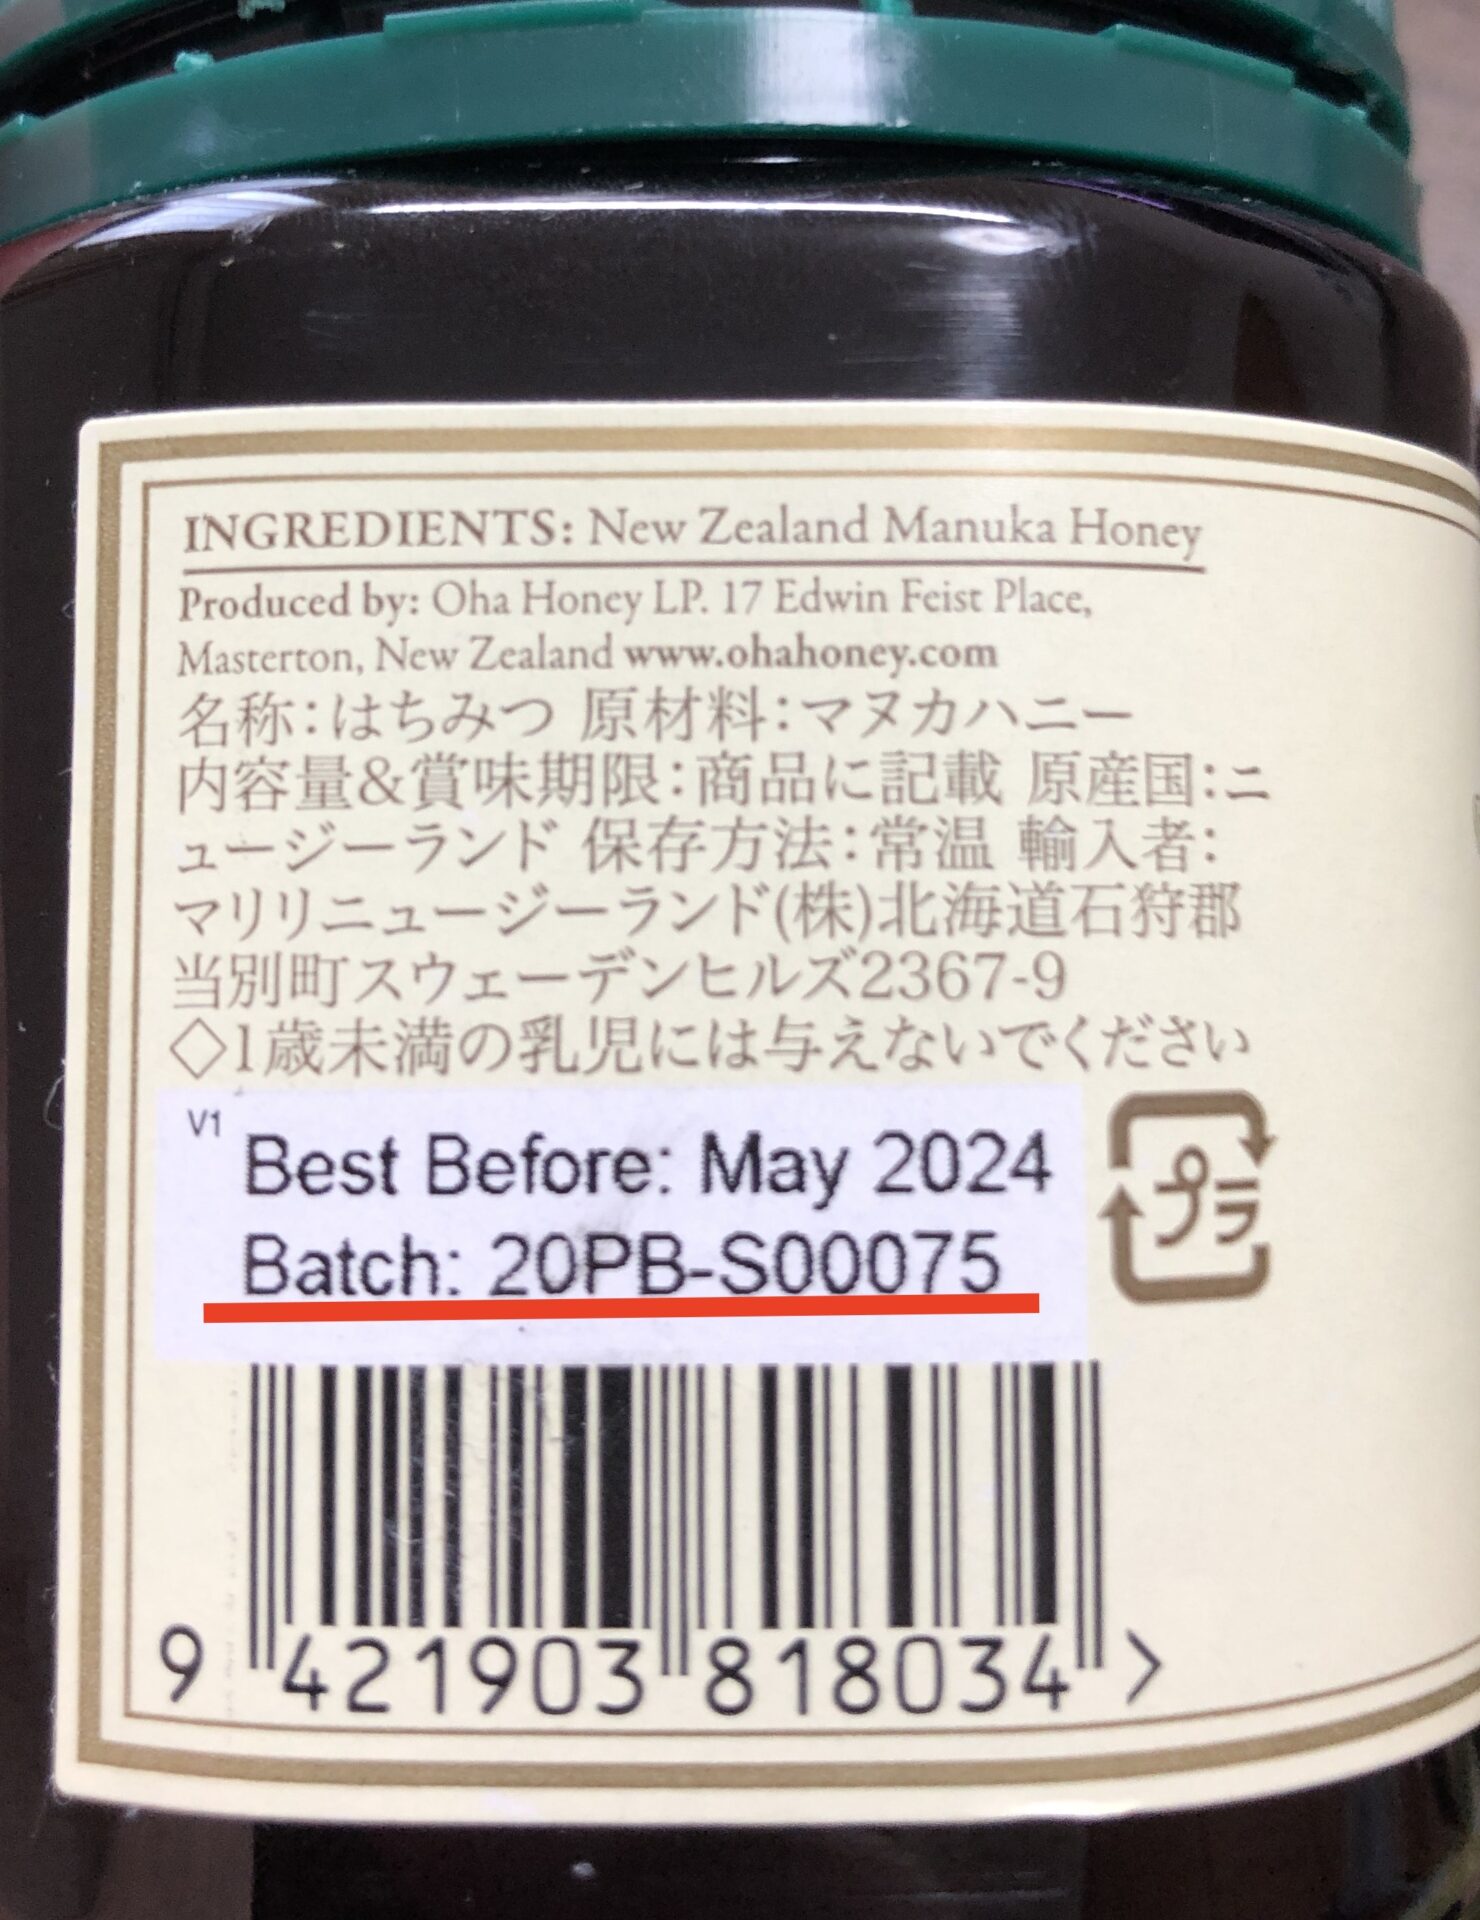 INGREDIENTS: New Zealand Manuka Honey
Produced by: Oha Honey LP. 17 Edwin Feist Place,
Masterton, New Zealand www.ohahoney.com
名称：はちみつ 原材料：マヌカハニー
内容量&賞味期限：商品に記載 原産国：ニ
ュージーランド 保存方法：常温 輸入者：
マリリニュージーランド(株)北海道石狩郡
当別町スウェーデンヒルズ2367-9
◇1歳未満の乳児には与えないでください
V1
Best Before: May 2024
Batch: 20PB-S00075
プラ
9 421903 818034 >